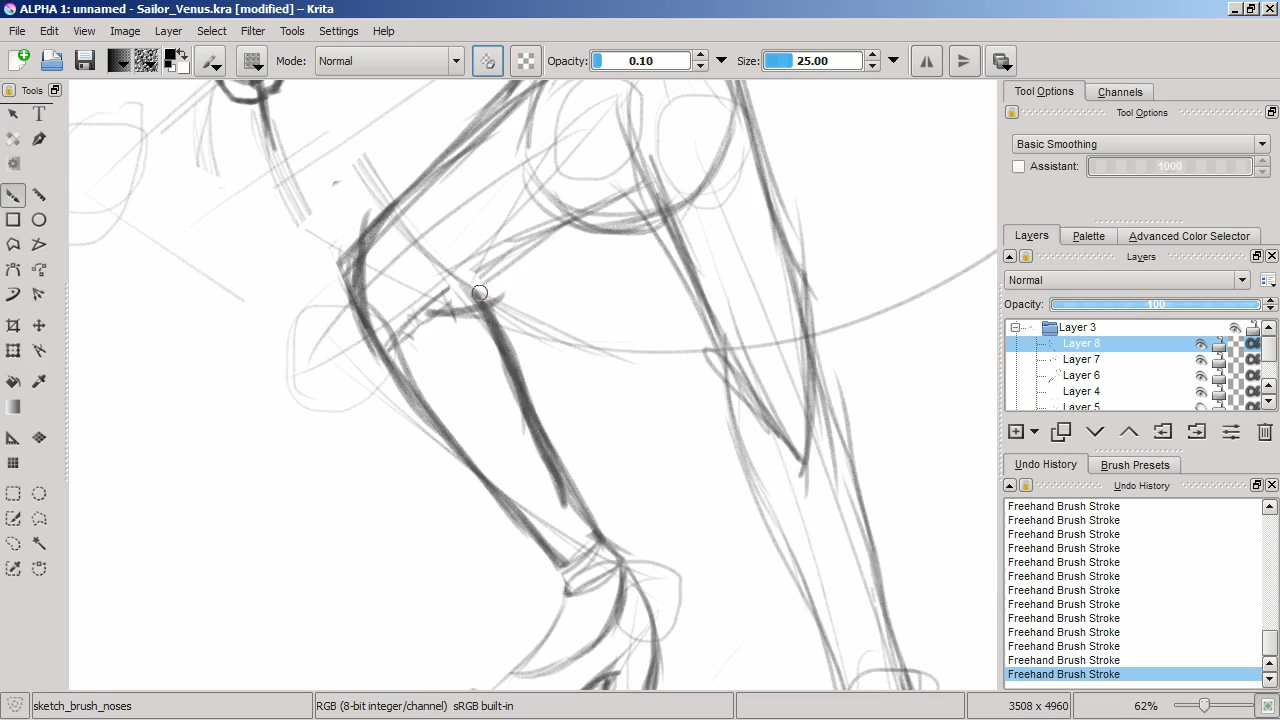 ALPHA 1: unnamed - Sailor_Venus.kra [modified] – Krita
File Edit View Image Layer Select Filter Tools Settings Help
Mode: Normal Opacity: 0.10 Size: 25.00
Tools
Tool Options Channels
Tool Options
Basic Smoothing
Assistant: 1000
Layers Palette Advanced Color Selector
Layers
Normal
Opacity: 100
Layer 3
Layer 8
Layer 7
Layer 6
Layer 4
Layer 5
Undo History Brush Presets
Undo History
Freehand Brush Stroke
Freehand Brush Stroke
Freehand Brush Stroke
Freehand Brush Stroke
Freehand Brush Stroke
Freehand Brush Stroke
Freehand Brush Stroke
Freehand Brush Stroke
Freehand Brush Stroke
Freehand Brush Stroke
Freehand Brush Stroke
Freehand Brush Stroke
Freehand Brush Stroke
sketch_brush_noses RGB (8-bit integer/channel) sRGB built-in 3508 x 4960 62%